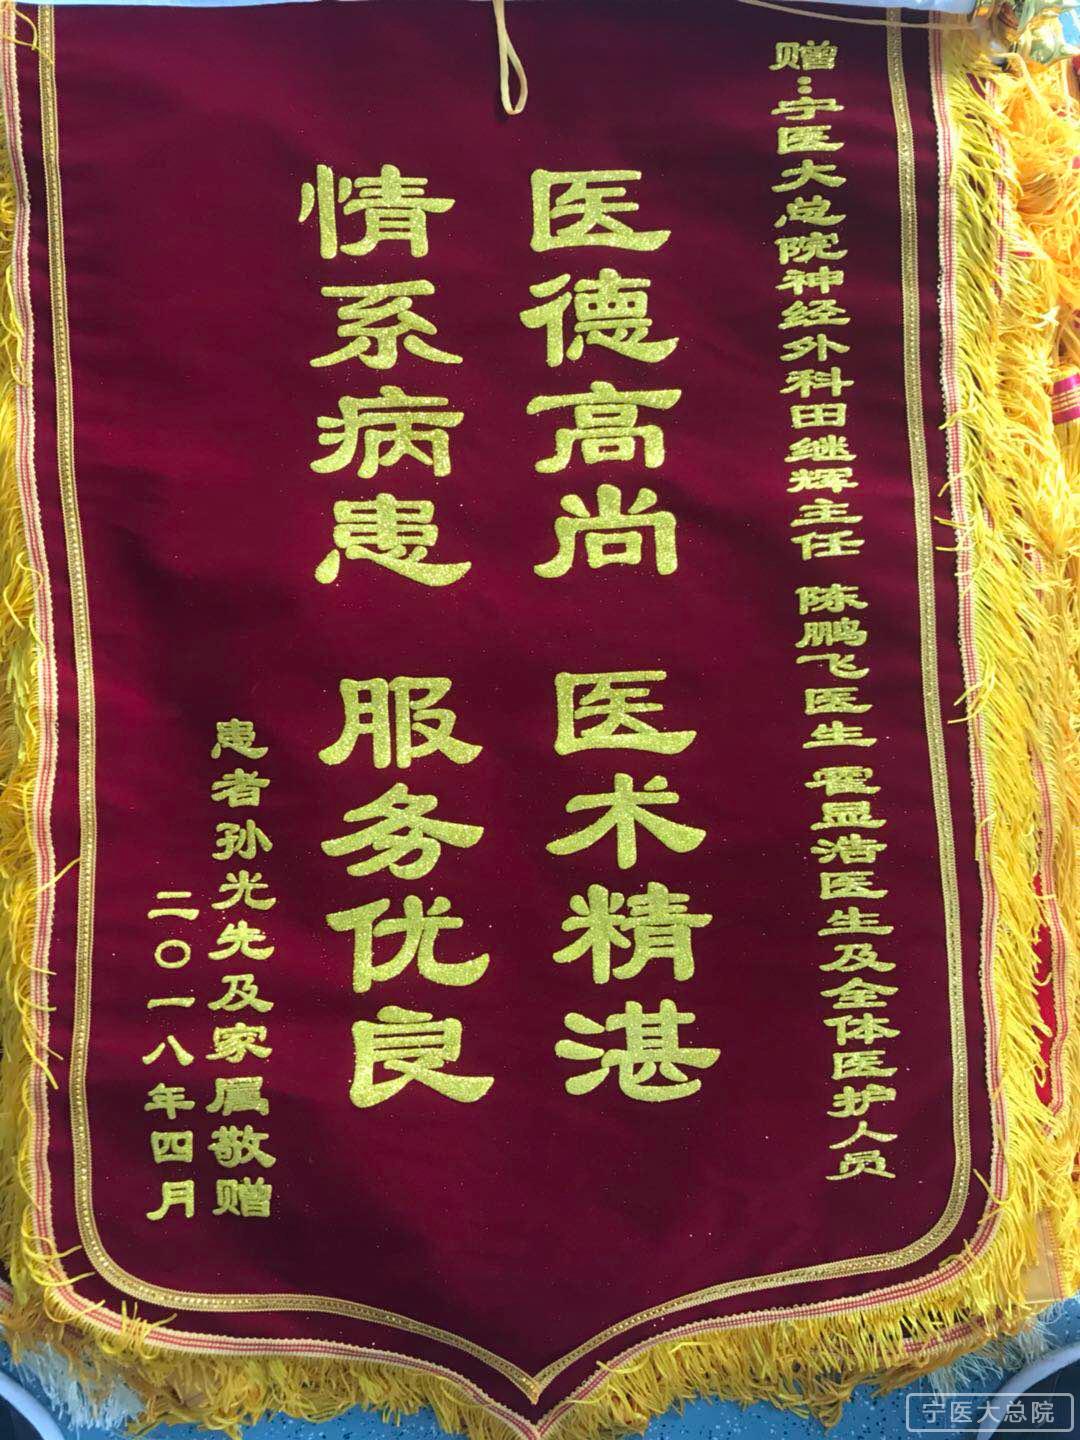 赠:宁医大总院神经外科田继辉主任 陈鹏飞医生 霍显浩医生及全体医护人员
医德高尚 医术精湛
情系病患 服务优良
患者孙光先及家属敬赠
二〇一八年四月
宁医大总院